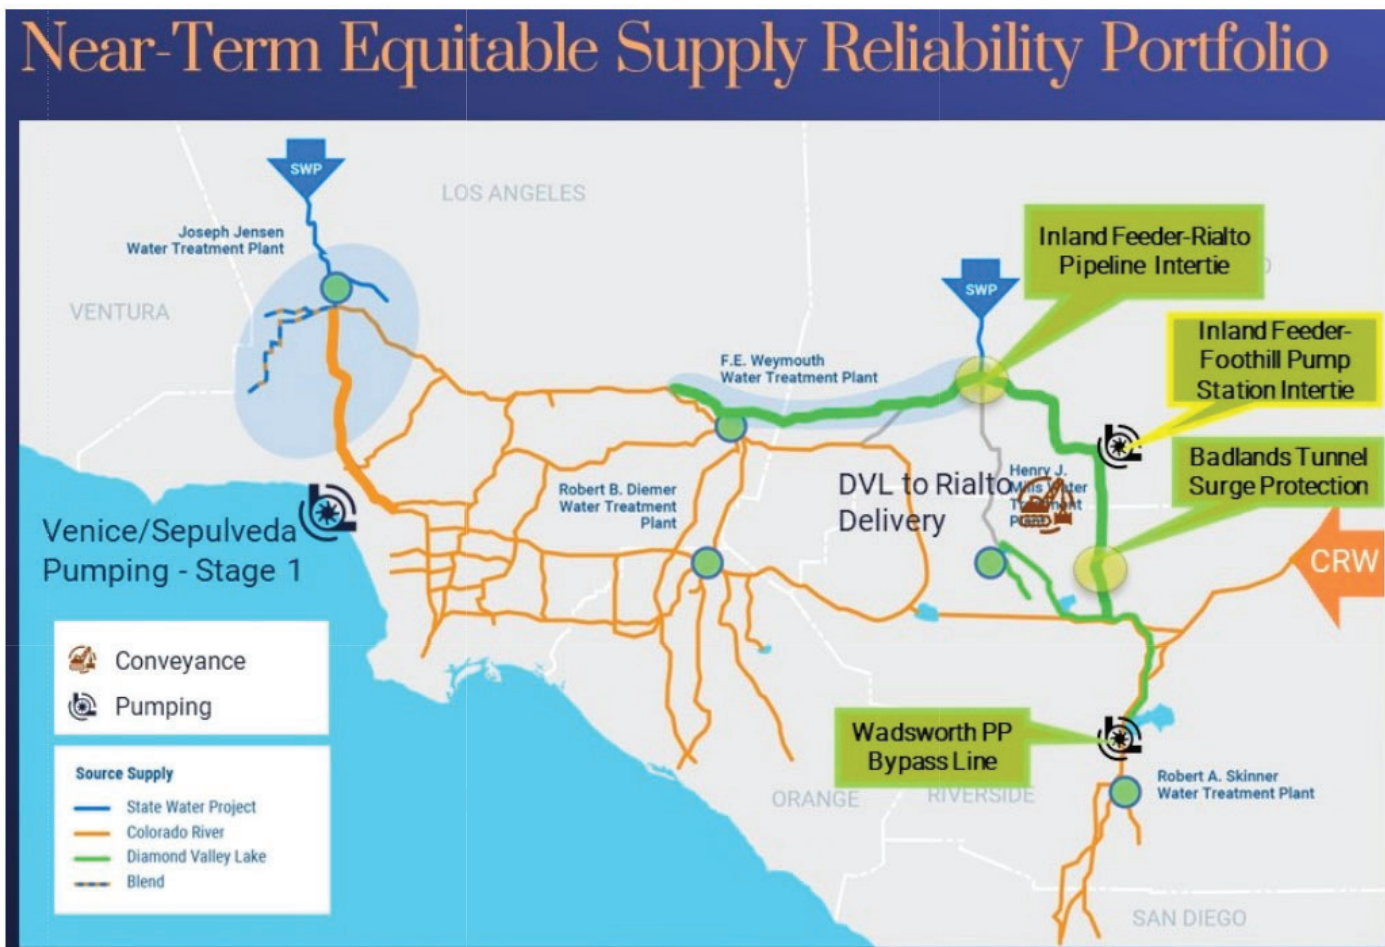 Near-Term Equitable Supply Reliability Portfolio
SWP
LOS ANGELES
Joseph Jensen
Water Treatment Plant
VENTURA
Inland Feeder-Rialto
Pipeline Intertie
SWP
Inland Feeder-
Foothill Pump
Station Intertie
F.E. Weymouth
Water Treatment Plant
Badlands Tunnel
Surge Protection
DVL to Rialto
Delivery
Henry J.
Mills Water
Treatment
Plant
Robert B. Diemer
Water Treatment
Plant
Venice/Sepulveda
Pumping - Stage 1
CRW
Conveyance
Pumping
Wadsworth PP
Bypass Line
Source Supply
State Water Project
Colorado River
Diamond Valley Lake
Blend
ORANGE
RIVERSIDE
Robert A. Skinner
Water Treatment Plant
SAN DIEGO